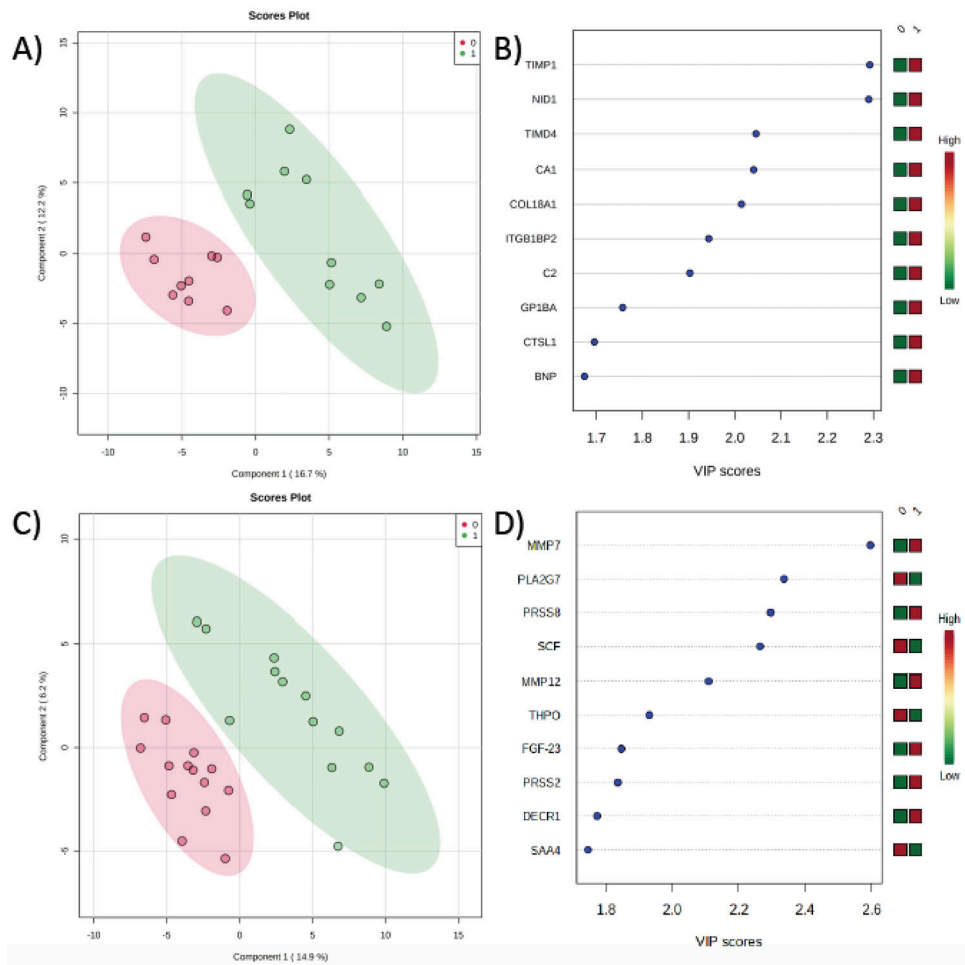 A)
Scores Plot
0
1
15
10
5
0
-5
-10
Component 2 ( 12.2 %)
-10
-5
0
5
10
15
Component 1 ( 16.7 %)
B)
TIMP1
NID1
TIMD4
CA1
COL18A1
ITGB1BP2
C2
GP1BA
CTSL1
BNP
0 1
High
Low
1.7 1.8 1.9 2.0 2.1 2.2 2.3
VIP scores
C)
Scores Plot
0
1
10
5
0
-5
Component 2 ( 6.2 %)
-10
-5
0
5
10
15
Component 1 ( 14.9 %)
D)
MMP7
PLA2G7
PRSS8
SCF
MMP12
THPO
FGF-23
PRSS2
DECR1
SAA4
0 1
High
Low
1.8 2.0 2.2 2.4 2.6
VIP scores